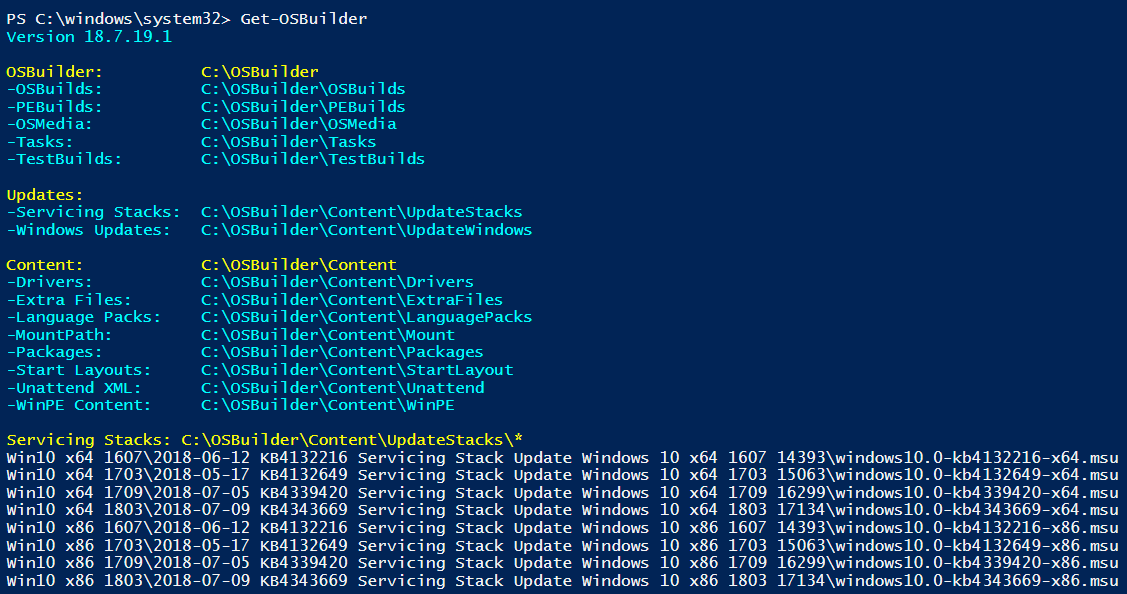 PS C:\windows\system32> Get-OSBuilder
Version 18.7.19.1
OSBuilder: C:\OSBuilder
-OSBuilds: C:\OSBuilder\OSBuilds
-PEBuilds: C:\OSBuilder\PEBuilds
-OSMedia: C:\OSBuilder\OSMedia
-Tasks: C:\OSBuilder\Tasks
-TestBuilds: C:\OSBuilder\TestBuilds
Updates:
-Servicing Stacks: C:\OSBuilder\Content\UpdateStacks
-Windows Updates: C:\OSBuilder\Content\UpdateWindows
Content: C:\OSBuilder\Content
-Drivers: C:\OSBuilder\Content\Drivers
-Extra Files: C:\OSBuilder\Content\ExtraFiles
-Language Packs: C:\OSBuilder\Content\LanguagePacks
-MountPath: C:\OSBuilder\Content\Mount
-Packages: C:\OSBuilder\Content\Packages
-Start Layouts: C:\OSBuilder\Content\StartLayout
-Unattend XML: C:\OSBuilder\Content\Unattend
-WinPE Content: C:\OSBuilder\Content\WinPE
Servicing Stacks: C:\OSBuilder\Content\UpdateStacks\*
Win10 x64 1607\2018-06-12 KB4132216 Servicing Stack Update Windows 10 x64 1607 14393\windows10.0-kb4132216-x64.msu
Win10 x64 1703\2018-05-17 KB4132649 Servicing Stack Update Windows 10 x64 1703 15063\windows10.0-kb4132649-x64.msu
Win10 x64 1709\2018-07-05 KB4339420 Servicing Stack Update Windows 10 x64 1709 16299\windows10.0-kb4339420-x64.msu
Win10 x64 1803\2018-07-09 KB4343669 Servicing Stack Update Windows 10 x64 1803 17134\windows10.0-kb4343669-x64.msu
Win10 x86 1607\2018-06-12 KB4132216 Servicing Stack Update Windows 10 x86 1607 14393\windows10.0-kb4132216-x86.msu
Win10 x86 1703\2018-05-17 KB4132649 Servicing Stack Update Windows 10 x86 1703 15063\windows10.0-kb4132649-x86.msu
Win10 x86 1709\2018-07-05 KB4339420 Servicing Stack Update Windows 10 x86 1709 16299\windows10.0-kb4339420-x86.msu
Win10 x86 1803\2018-07-09 KB4343669 Servicing Stack Update Windows 10 x86 1803 17134\windows10.0-kb4343669-x86.msu